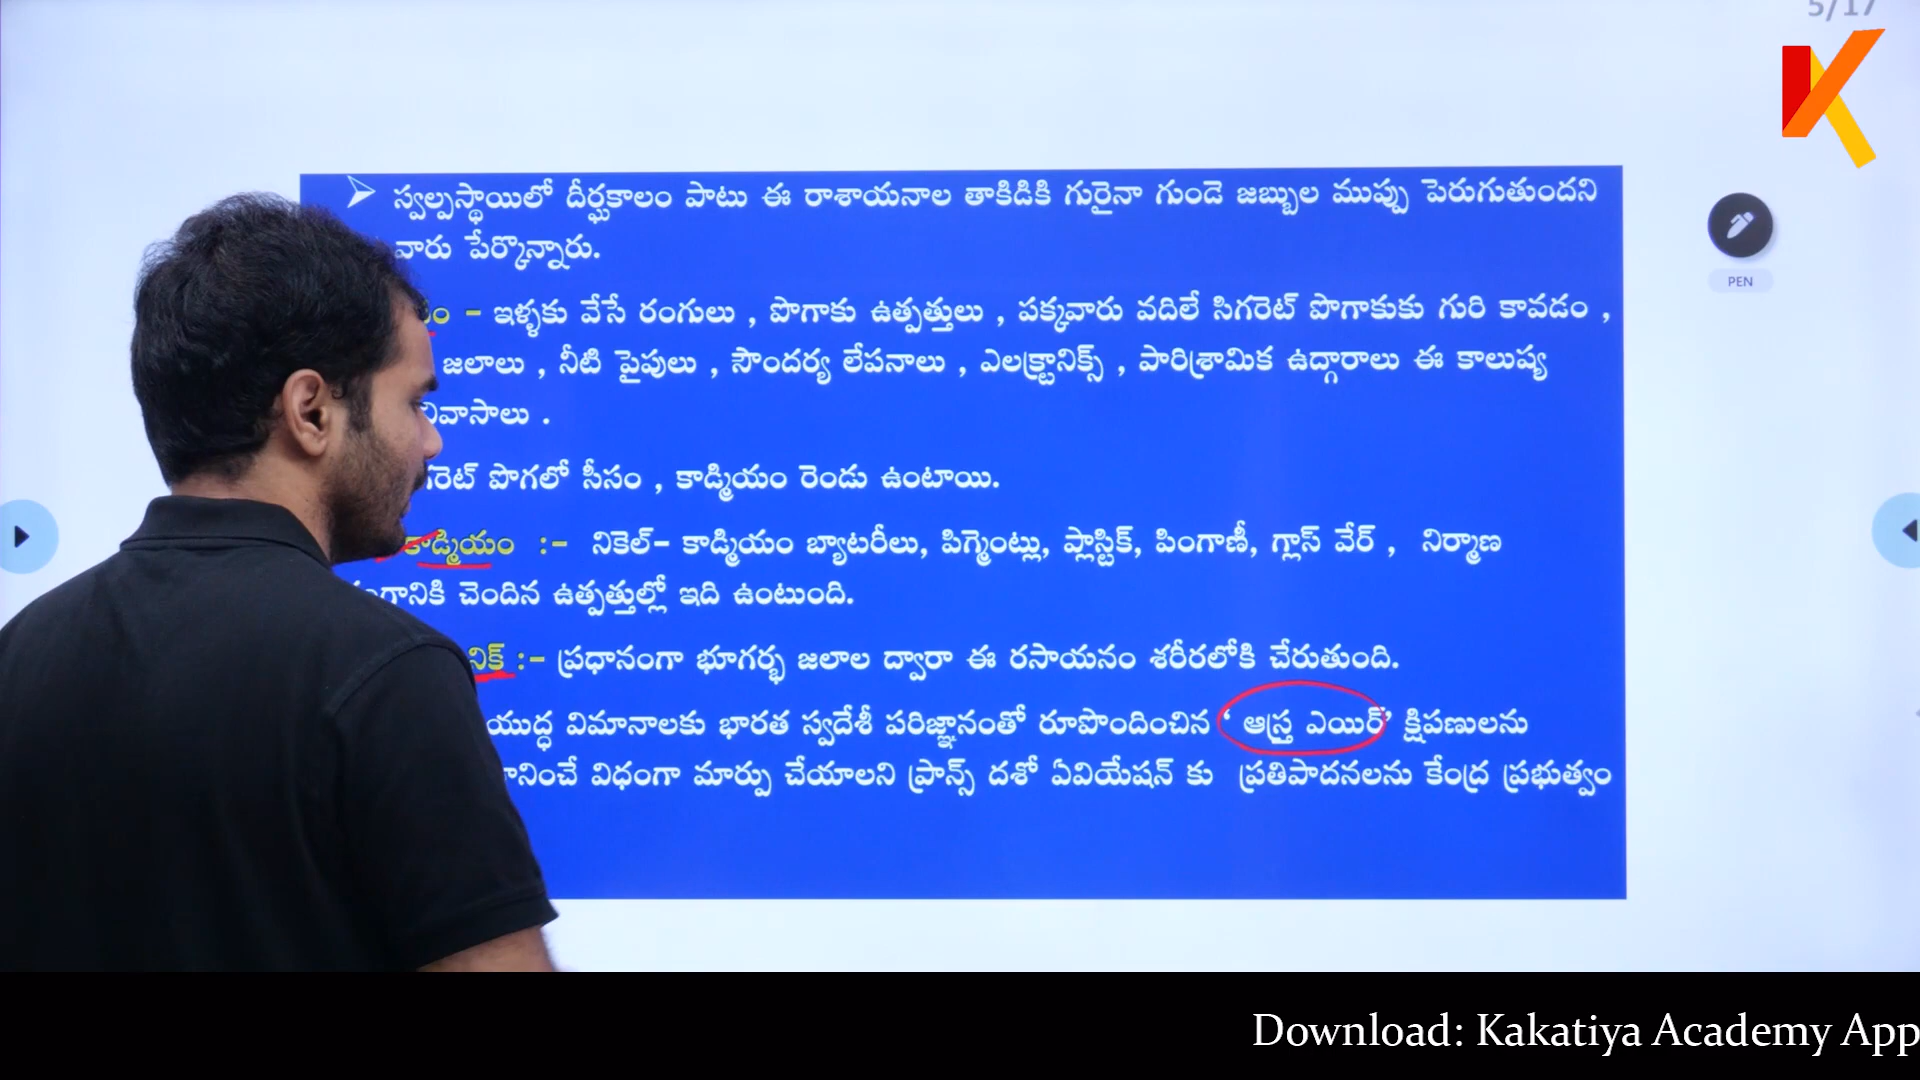 5/17
స్వల్పస్థాయిలో దీర్ఘకాలం పాటు ఈ రాశాయనాల తాకిడికి గురైనా గుండె జబ్బుల ముప్పు పెరుగుతుందని
వారు పేర్కొన్నారు.
PEN
– ఇళ్ళకు వేసే రంగులు , పొగాకు ఉత్పత్తులు , పక్కవారు వదిలే సిగరెట్ పొగాకుకు గురి కావడం ,
జలాలు , నీటి పైపులు , సౌందర్య లేపనాలు , ఎలక్ట్రానిక్స్ , పారిశ్రామిక ఉద్గారాలు ఈ కాలుష్య
నివాసాలు .
పొగలో సీసం , కాడ్మియం రెండు ఉంటాయి.
కాడ్మియం :– నికెల్– కాడ్మియం బ్యాటరీలు, పిగ్మెంట్లు, ప్లాస్టిక్, పింగాణీ, గ్లాస్ వేర్ , నిర్మాణ
చెందిన ఉత్పత్తుల్లో ఇది ఉంటుంది.
:– ప్రధానంగా భూగర్భ జలాల ద్వారా ఈ రసాయనం శరీరలోకి చేరుతుంది.
యుద్ధ విమానాలకు భారత స్వదేశీ పరిజ్ఞానంతో రూపొందించిన ‘ ఆస్త్ర ఎయిర్’ క్షిపణులను
విధంగా మార్పు చేయాలని ఫ్రాన్స్ దశో ఏవియేషన్ కు ప్రతిపాదనలను కేంద్ర ప్రభుత్వం
Download: Kakatiya Academy App